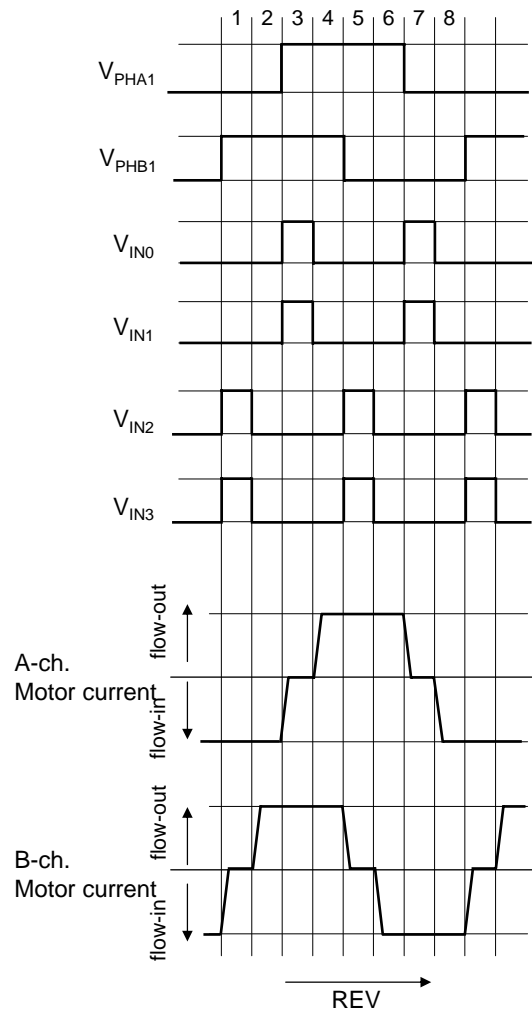 1 2 3 4 5 6 7 8
VPHA1
VPHB1
VIN0
VIN1
VIN2
VIN3
flow-out
A-ch.
Motor current
flow-in
flow-out
B-ch.
Motor current
flow-in
REV